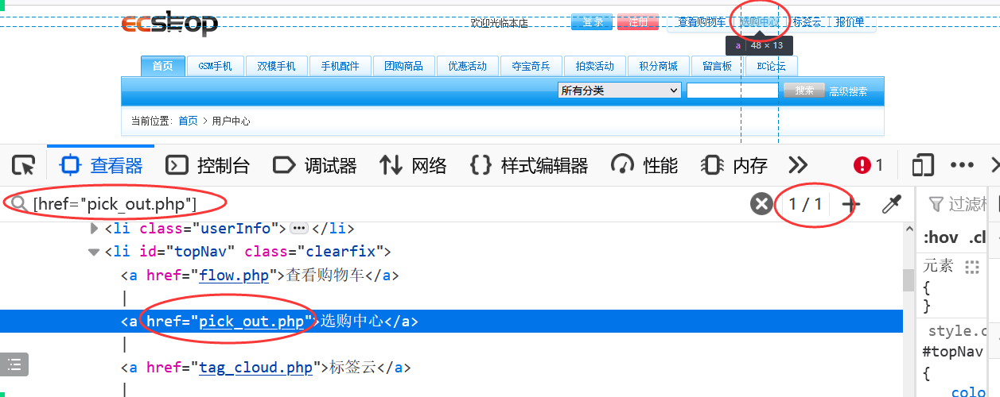 ecshop
欢迎光临本店
登录 注册 查看购物车 | 选购中心 | 标签云 | 报价单
a 48 × 13
首页 GSM手机 双模手机 手机配件 团购商品 优惠活动 夺宝奇兵 拍卖活动 积分商城 留言板 EC论坛
所有分类 搜索 高级搜索
当前位置: 首页 > 用户中心
查看器 控制台 调试器 网络 {} 样式编辑器 性能 内存 1
[href="pick_out.php"] 1 / 1
<li class="userInfo"> ••• </li>
<li id="topNav" class="clearfix">
<a href="flow.php">查看购物车</a>
|
<a href="pick_out.php">选购中心</a>
|
<a href="tag_cloud.php">标签云</a>
|
过滤
:hov .cl
元素
{
}
style.c
#topNav
{
colo